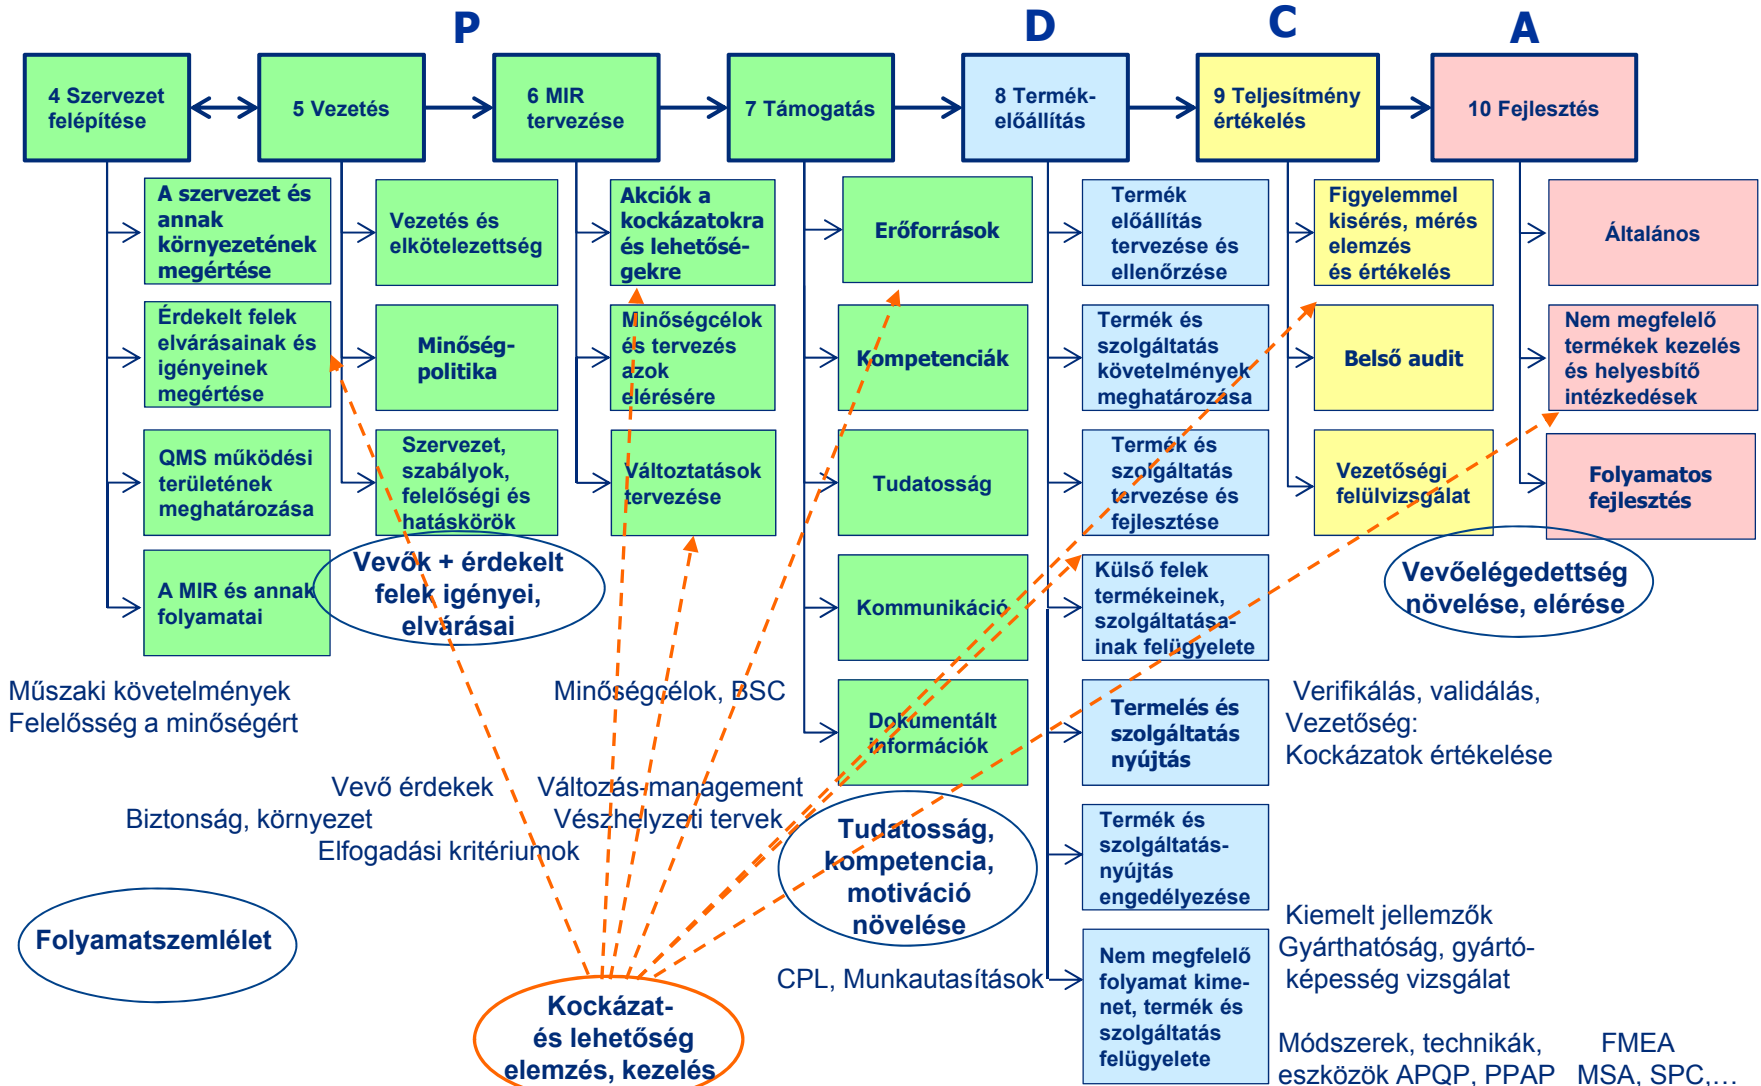 P
D
C
A
4 Szervezet
felépítése
5 Vezetés
6 MIR
tervezése
7 Támogatás
8 Termék-
előállítás
9 Teljesítmény
értékelés
10 Fejlesztés
A szervezet és
annak
környezetének
megértése
Érdekelt felek
elvárásainak és
igényeinek
megértése
QMS működési
területének
meghatározása
A MIR és annak
folyamatai
Vezetés és
elkötelezettség
Minőség-
politika
Szervezet,
szabályok,
felelőségi és
hatáskörök
Akciók a
kockázatokra
és lehetősé-
gekre
Minőségcélok
és tervezés
azok
elérésére
Változtatások
tervezése
Erőforrások
Kompetenciák
Tudatosság
Kommunikáció
Dokumentált
információk
Termék
előállítás
tervezése és
ellenőrzése
Termék és
szolgáltatás
követelmények
meghatározása
Termék és
szolgáltatás
tervezése és
fejlesztése
Külső felek
termékeinek,
szolgáltatása-
inak felügyelete
Termelés és
szolgáltatás
nyújtás
Termék és
szolgáltatás-
nyújtás
engedélyezése
Nem megfelelő
folyamat kime-
net, termék és
szolgáltatás
felügyelete
Figyelemmel
kisérés, mérés
elemzés
és értékelés
Belső audit
Vezetőségi
felülvizsgálat
Általános
Nem megfelelő
termékek kezelés
és helyesbítő
intézkedések
Folyamatos
fejlesztés
Vevők + érdekelt
felek igényei,
elvárásai
Vevőelégedettség
növelése, elérése
Műszaki követelmények
Felelősség a minőségért
Minőségcélok, BSC
Verifikálás, validálás,
Vezetőség:
Kockázatok értékelése
Vevő érdekek
Biztonság, környezet
Elfogadási kritériumok
Változás-management
Vészhelyzeti tervek
Tudatosság,
kompetencia,
motiváció
növelése
Folyamatszemlélet
Kiemelt jellemzők
Gyárthatóság, gyártó-
képesség vizsgálat
CPL, Munkautasítások
Kockázat-
és lehetőség
elemzés, kezelés
Módszerek, technikák, FMEA
eszközök APQP, PPAP MSA, SPC,...